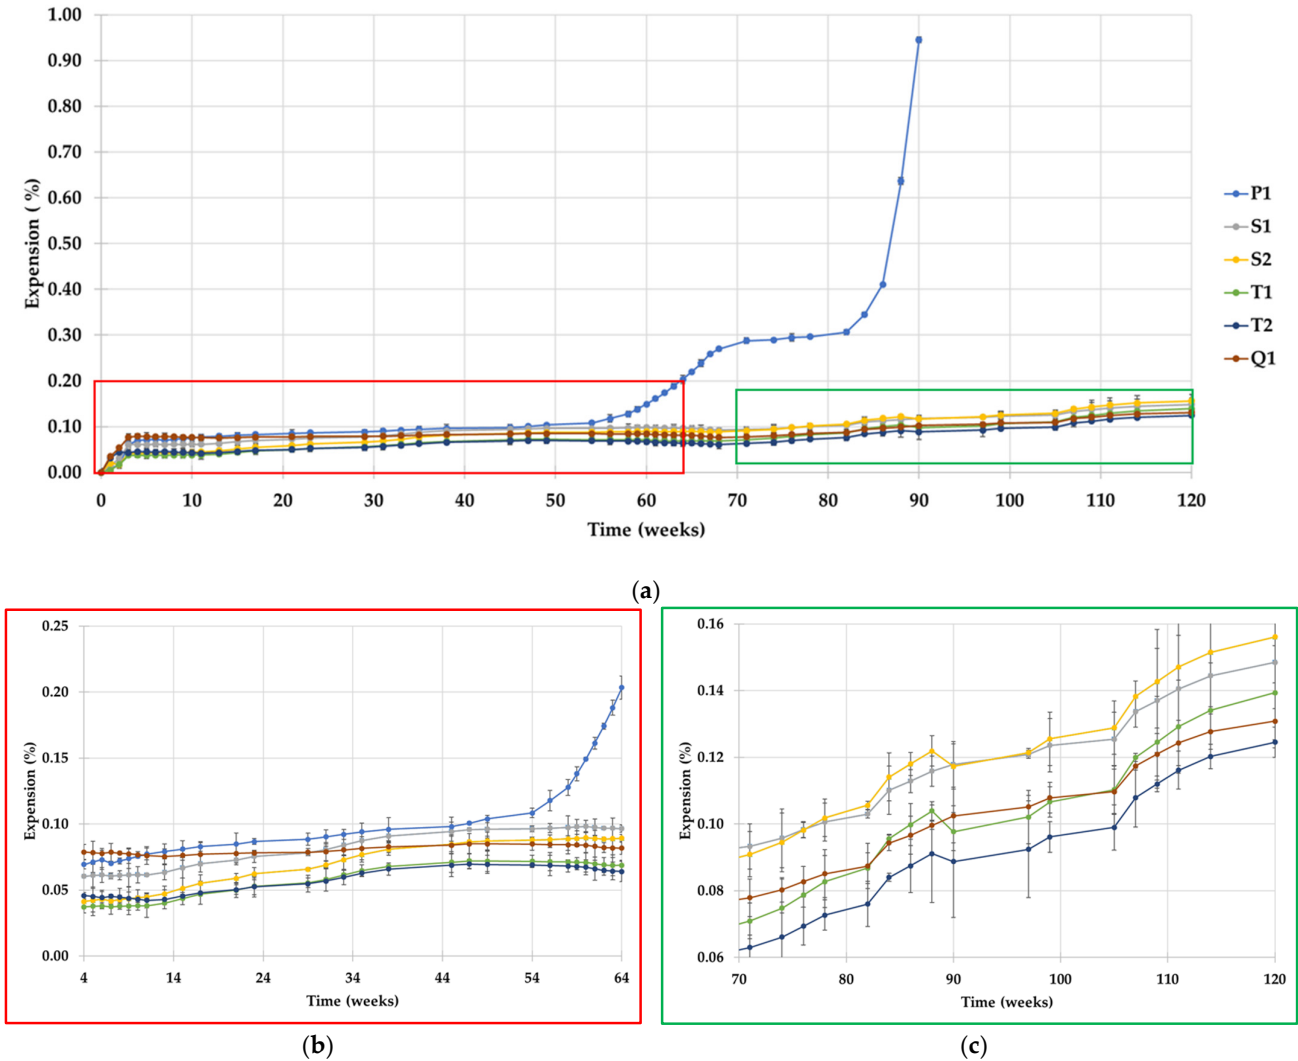 1.00
0.90
0.80
0.70
0.60
0.50
0.40
0.30
0.20
0.10
0.00
Expension ( %)
0 10 20 30 40 50 60 70 80 90 100 110 120
Time (weeks)
P1
S1
S2
T1
T2
Q1
(a)
0.25
0.20
0.15
0.10
0.05
0.00
Expension (%)
4 14 24 34 44 54 64
Time (weeks)
(b)
0.16
0.14
0.12
0.10
0.08
0.06
Expension (%)
70 80 90 100 110 120
Time (weeks)
(c)